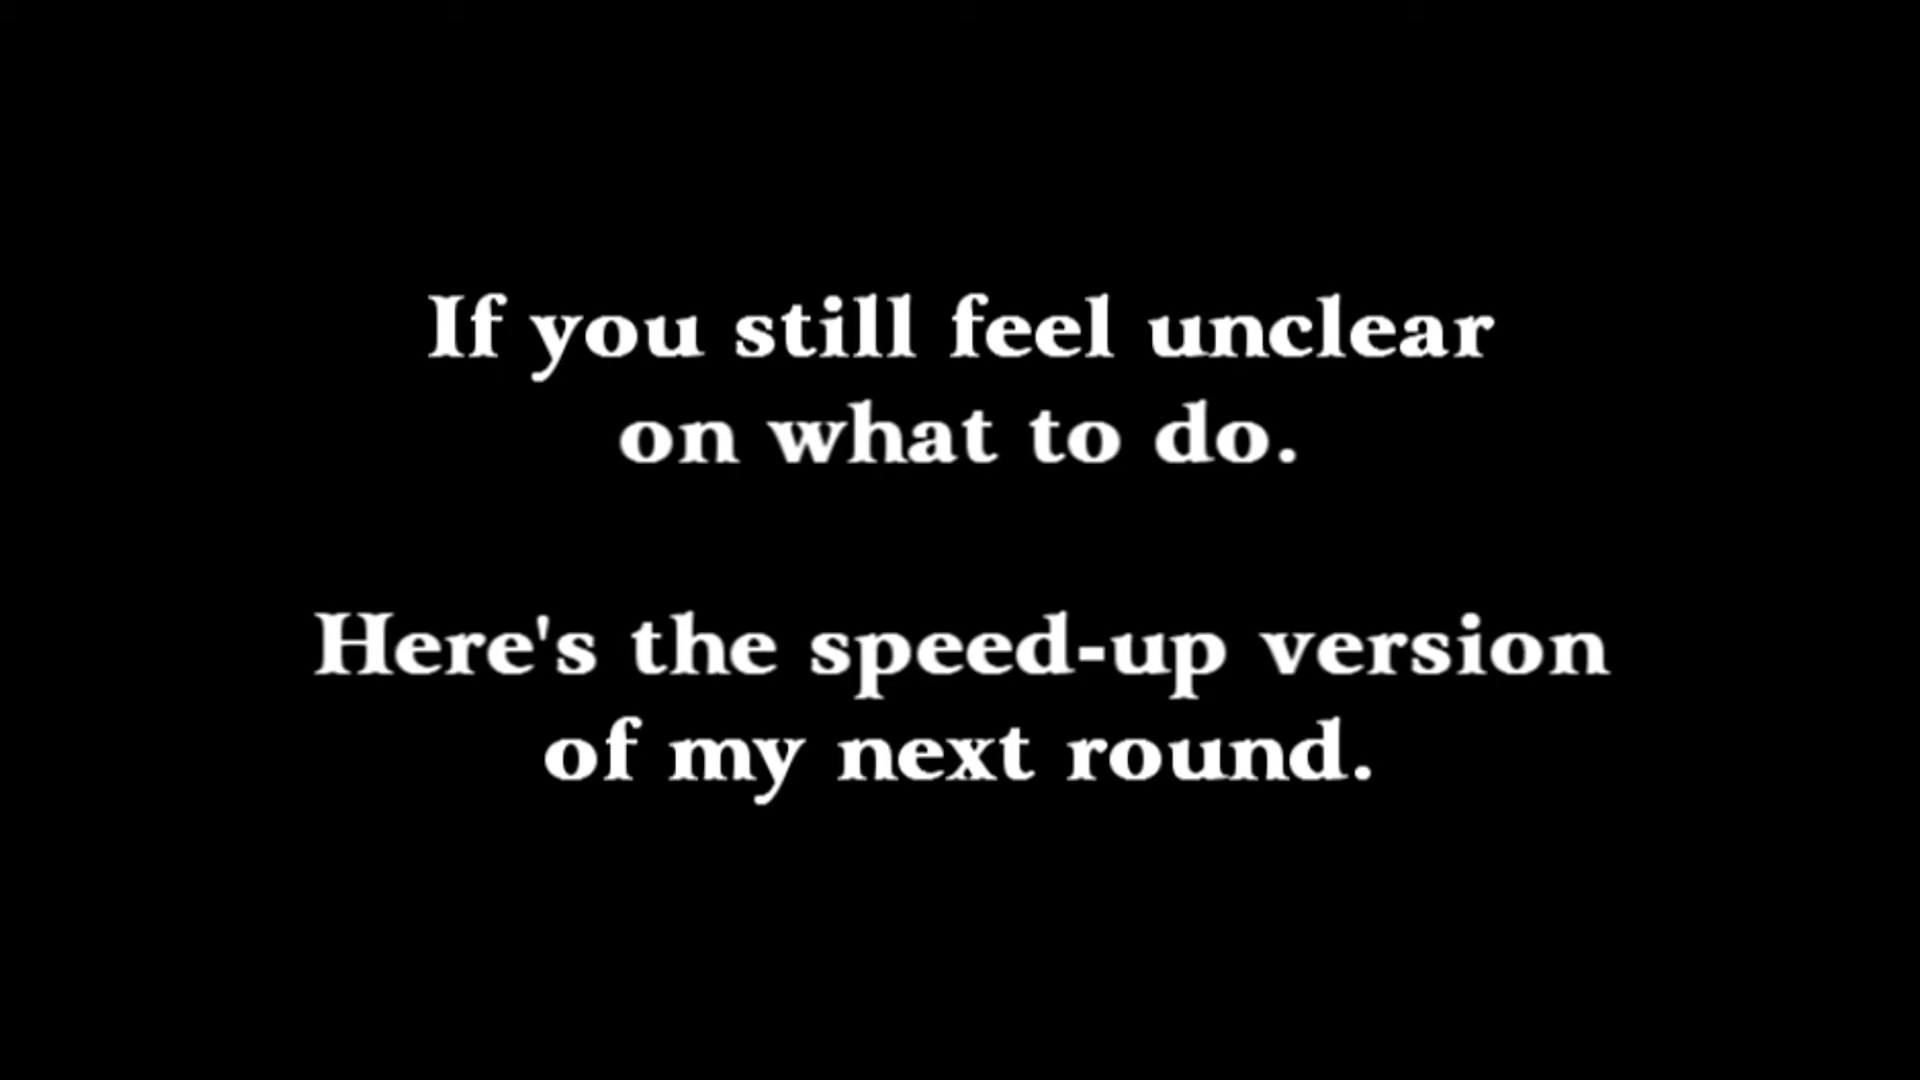 If you still feel unclear
on what to do.
Here's the speed-up version
of my next round.